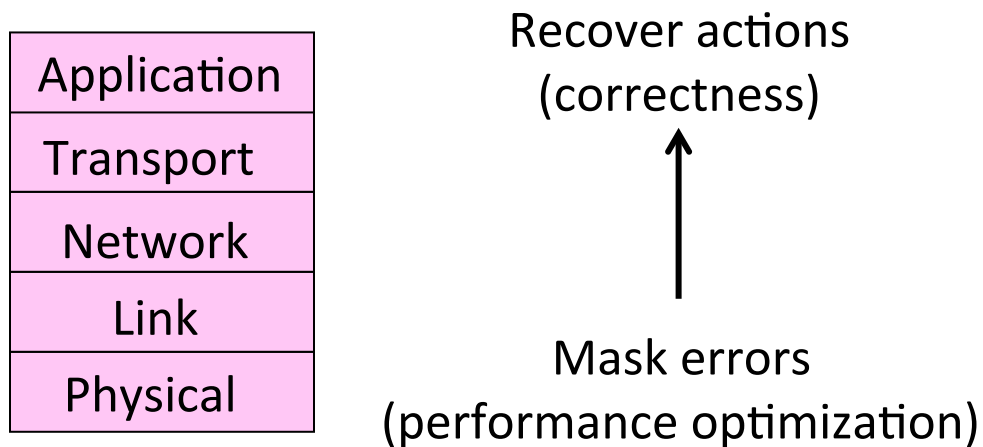 Application
Transport
Network
Link
Physical
Recover actions
(correctness)
Mask errors
(performance optimization)